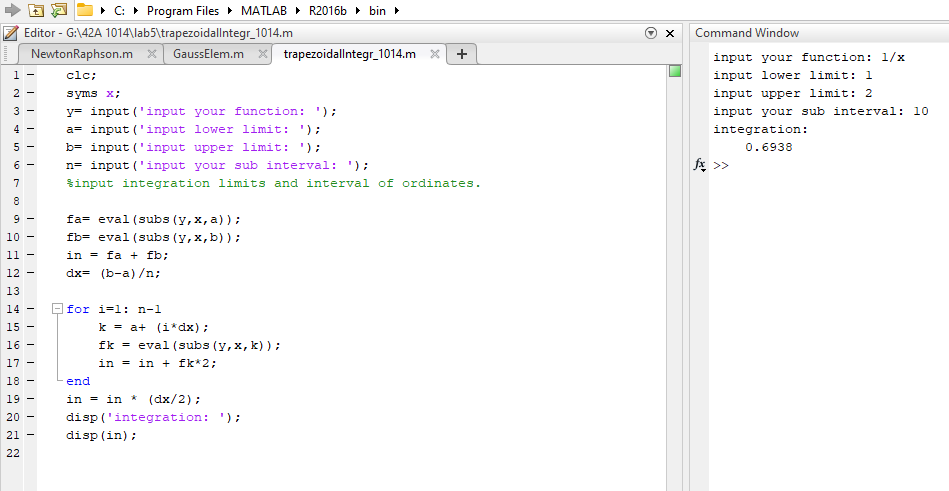 C: Program Files MATLAB R2016b bin
Editor - G:\42A 1014\lab5\trapezoidalIntegr_1014.m
NewtonRaphson.m GaussElem.m trapezoidalIntegr_1014.m +
1 clc;
2 syms x;
3 y= input('input your function: ');
4 a= input('input lower limit: ');
5 b= input('input upper limit: ');
6 n= input('input your sub interval: ');
7 %input integration limits and interval of ordinates.
8
9 fa= eval(subs(y,x,a));
10 fb= eval(subs(y,x,b));
11 in = fa + fb;
12 dx= (b-a)/n;
13
14 for i=1: n-1
15 k = a+ (i*dx);
16 fk = eval(subs(y,x,k));
17 in = in + fk*2;
18 end
19 in = in * (dx/2);
20 disp('integration: ');
21 disp(in);
22
Command Window
input your function: 1/x
input lower limit: 1
input upper limit: 2
input your sub interval: 10
integration:
0.6938
fx >>